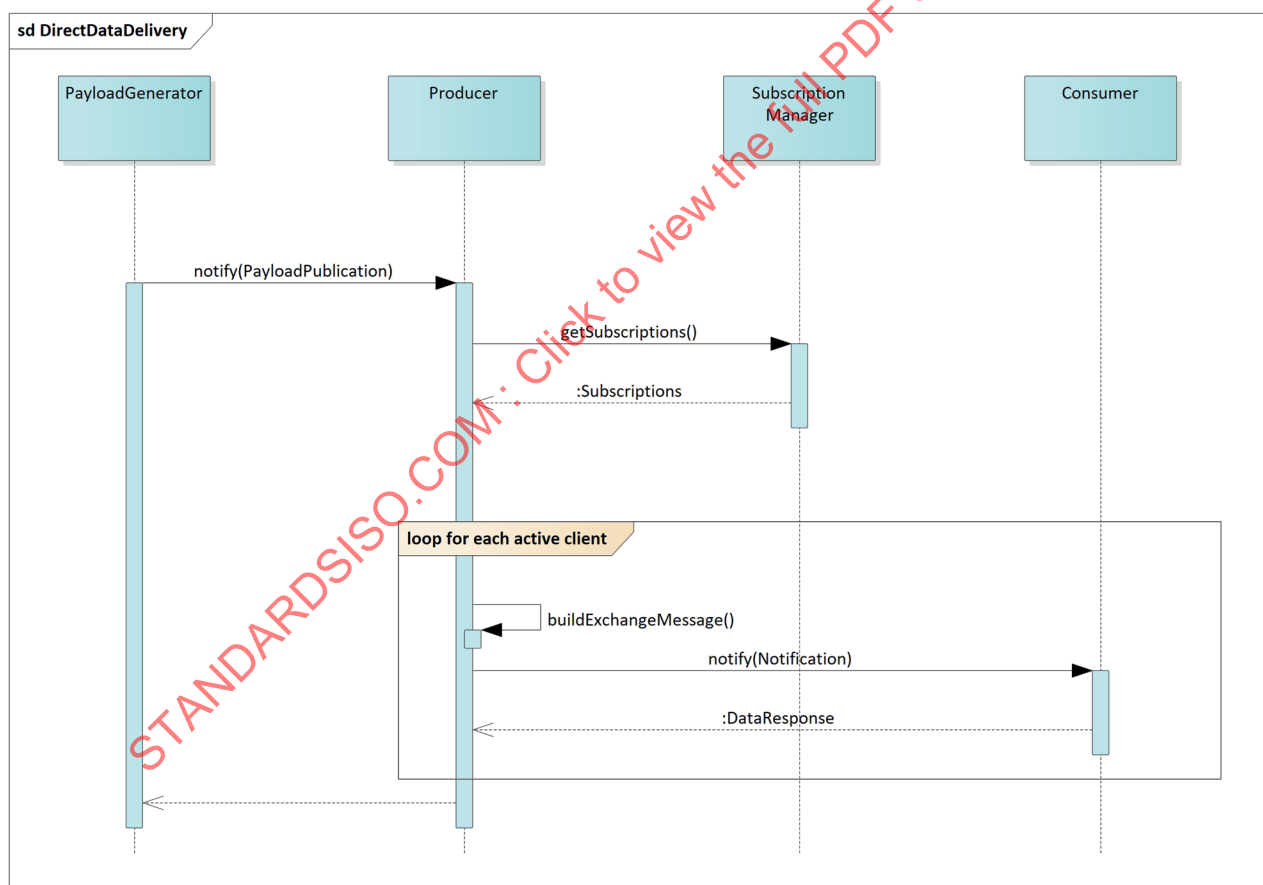 sd DirectDataDelivery
PayloadGenerator
Producer
Subscription
Manager
Consumer
notify(PayloadPublication)
getSubscriptions()
:Subscriptions
loop for each active client
buildExchangeMessage()
notify(Notification)
:DataResponse
STANDARDSISO.COM : Click to view the full PDF